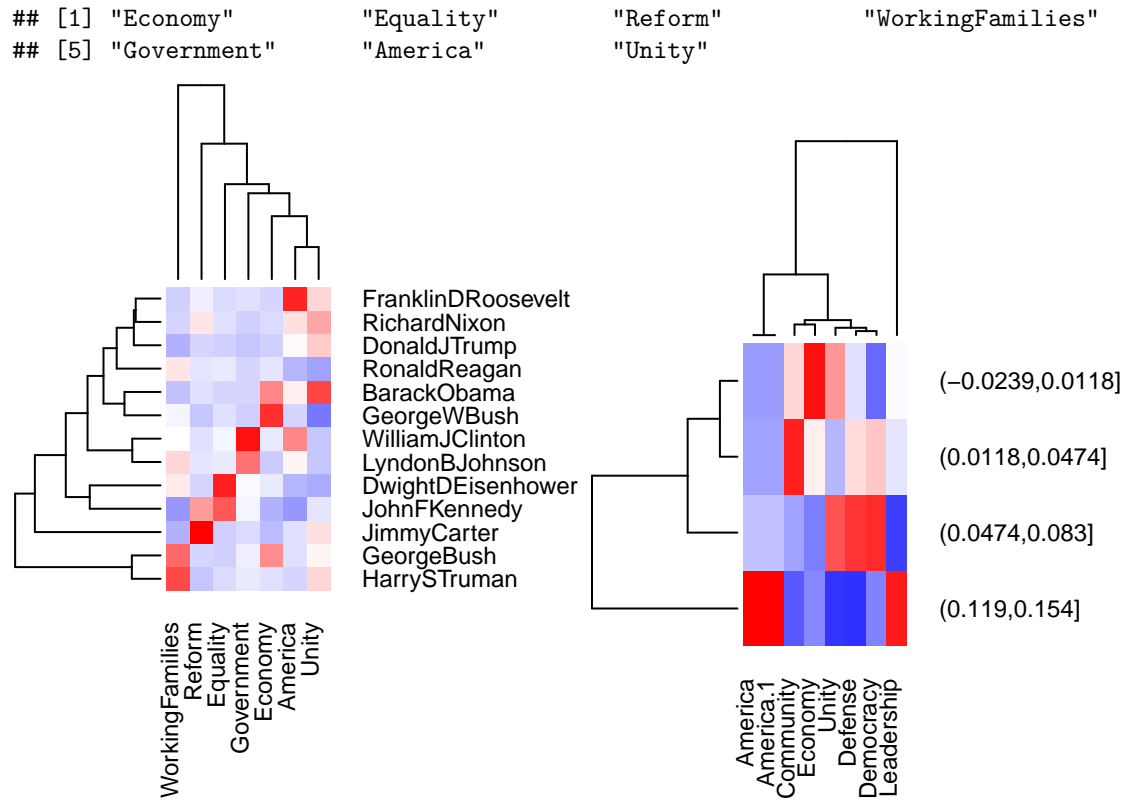 ## [1] "Economy" "Equality" "Reform" "WorkingFamilies"
## [5] "Government" "America" "Unity"
FranklinDRoosevelt
RichardNixon
DonaldJTrump
RonaldReagan
BarackObama
GeorgeWBush
WilliamJClinton
LyndonBJohnson
DwightDEisenhower
JohnFKennedy
JimmyCarter
GeorgeBush
HarrySTruman
WorkingFamilies
Reform
Equality
Government
Economy
America
Unity
(−0.0239,0.0118]
(0.0118,0.0474]
(0.0474,0.083]
(0.119,0.154]
America
America.1
Community
Economy
Unity
Defense
Democracy
Leadership